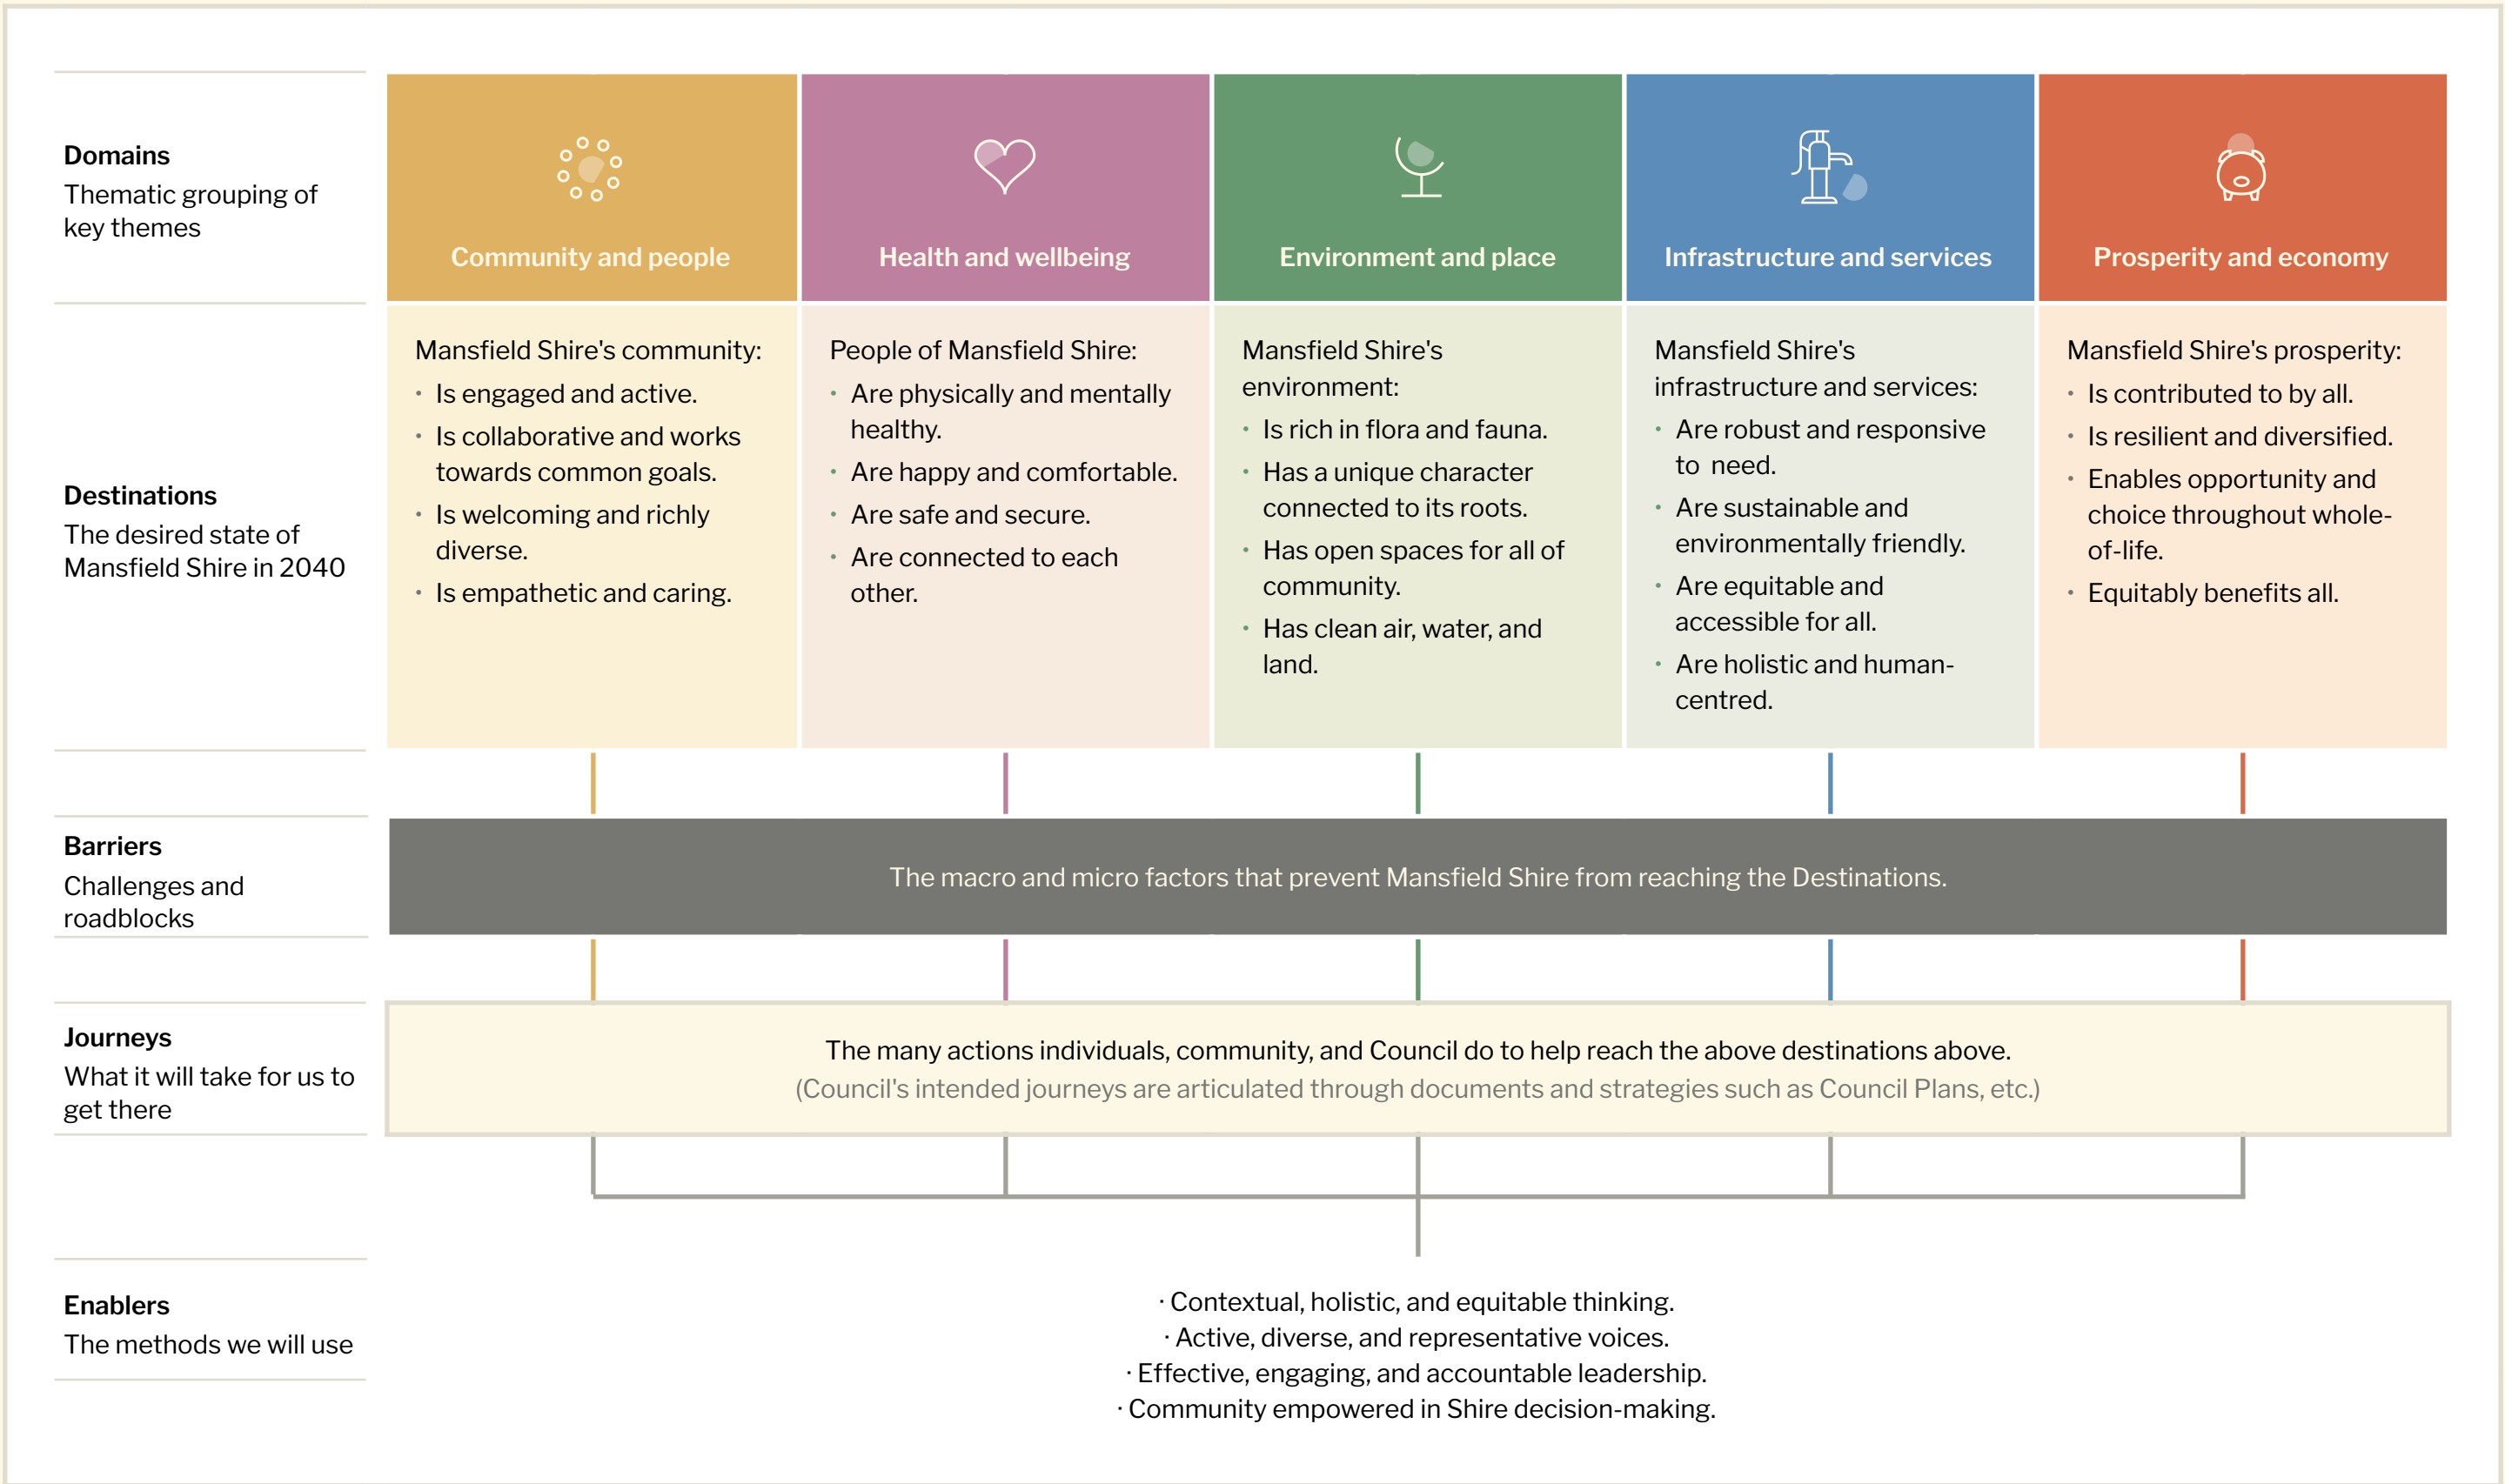 Domains
Thematic grouping of
key themes
Community and people
Health and wellbeing
Environment and place
Infrastructure and services
Prosperity and economy
Destinations
The desired state of
Mansfield Shire in 2040
Mansfield Shire's community:
· Is engaged and active.
· Is collaborative and works
towards common goals.
· Is welcoming and richly
diverse.
· Is empathetic and caring.
People of Mansfield Shire:
· Are physically and mentally
healthy.
· Are happy and comfortable.
· Are safe and secure.
· Are connected to each
other.
Mansfield Shire's
environment:
· Is rich in flora and fauna.
· Has a unique character
connected to its roots.
· Has open spaces for all of
community.
· Has clean air, water, and
land.
Mansfield Shire's
infrastructure and services:
· Are robust and responsive
to need.
· Are sustainable and
environmentally friendly.
· Are equitable and
accessible for all.
· Are holistic and human-
centred.
Mansfield Shire's prosperity:
· Is contributed to by all.
· Is resilient and diversified.
· Enables opportunity and
choice throughout whole-
of-life.
· Equitably benefits all.
Barriers
Challenges and
roadblocks
The macro and micro factors that prevent Mansfield Shire from reaching the Destinations.
Journeys
What it will take for us to
get there
The many actions individuals, community, and Council do to help reach the above destinations above.
(Council's intended journeys are articulated through documents and strategies such as Council Plans, etc.)
Enablers
The methods we will use
· Contextual, holistic, and equitable thinking.
· Active, diverse, and representative voices.
· Effective, engaging, and accountable leadership.
· Community empowered in Shire decision-making.